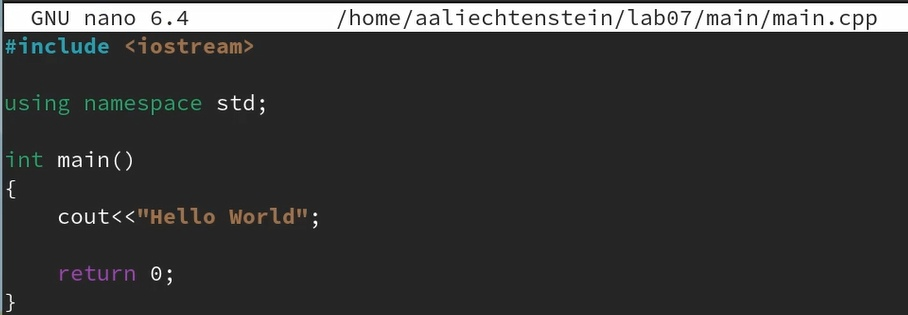 GNU nano 6.4 /home/aaliechtenstein/lab07/main/main.cpp
#include <iostream>
using namespace std;
int main()
{
cout<<"Hello World";
return 0;
}